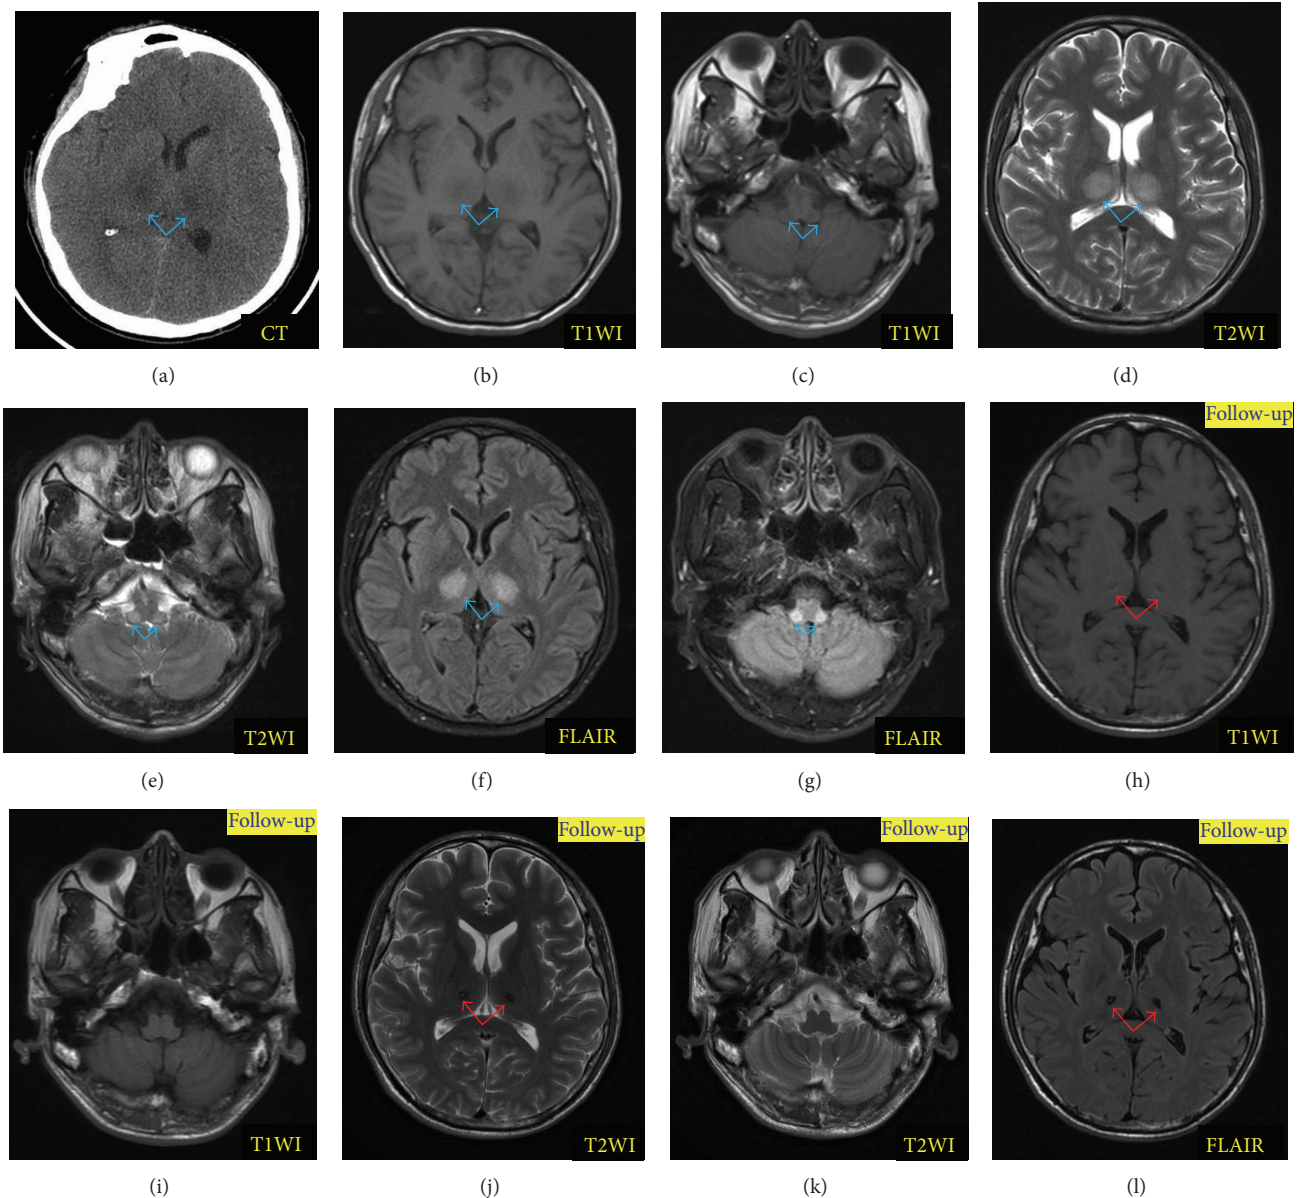 CT
T1WI
T1WI
T2WI
(a)
(b)
(c)
(d)
Follow-up
T2WI
FLAIR
FLAIR
T1WI
(e)
(f)
(g)
(h)
Follow-up
Follow-up
Follow-up
Follow-up
T1WI
T2WI
T2WI
FLAIR
(i)
(j)
(k)
(l)